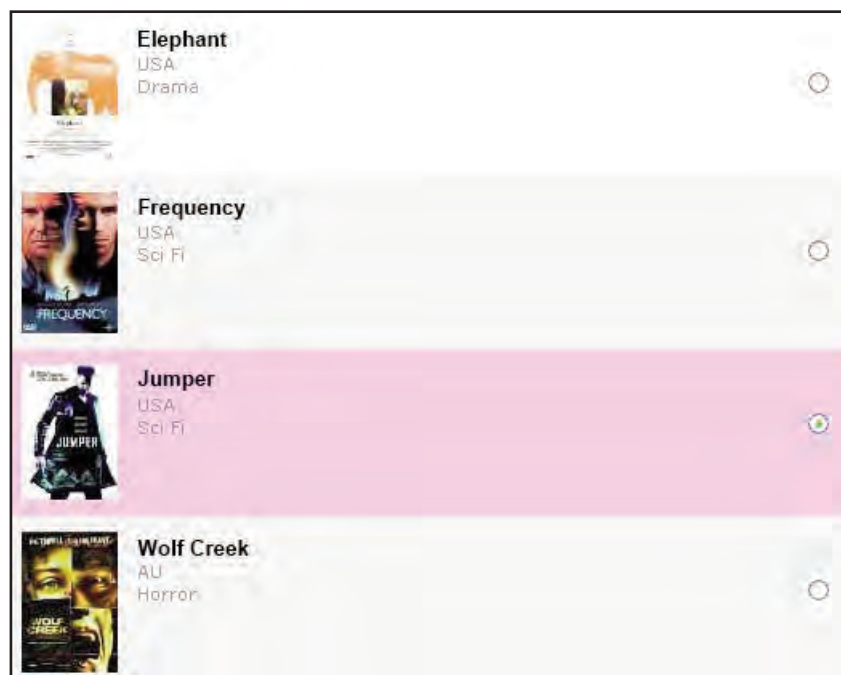 Elephant
USA
Drama
Frequency
USA
Sci Fi
FREQUENCY
Jumper
USA
Sci Fi
JUMPER
Wolf Creek
AU
Horror
WOLF
CREEK